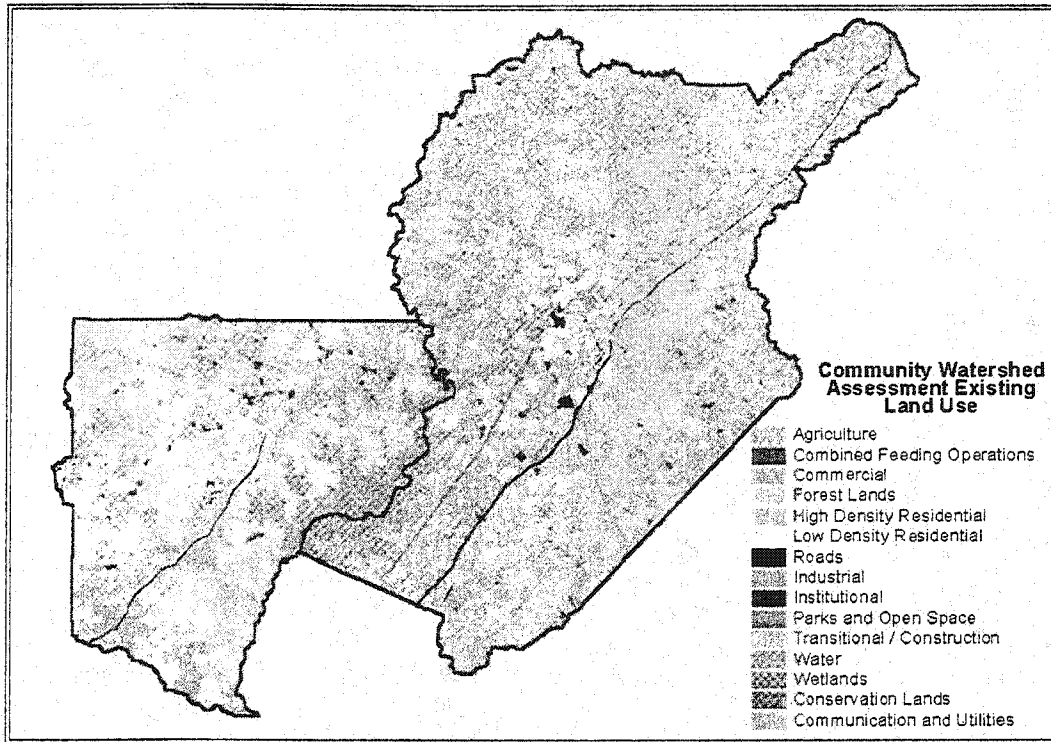 Community Watershed
Assessment Existing
Land Use
Agriculture
Combined Feeding Operations
Commercial
Forest Lands
High Density Residential
Low Density Residential
Roads
Industrial
Institutional
Parks and Open Space
Transitional / Construction
Water
Wetlands
Conservation Lands
Communication and Utilities